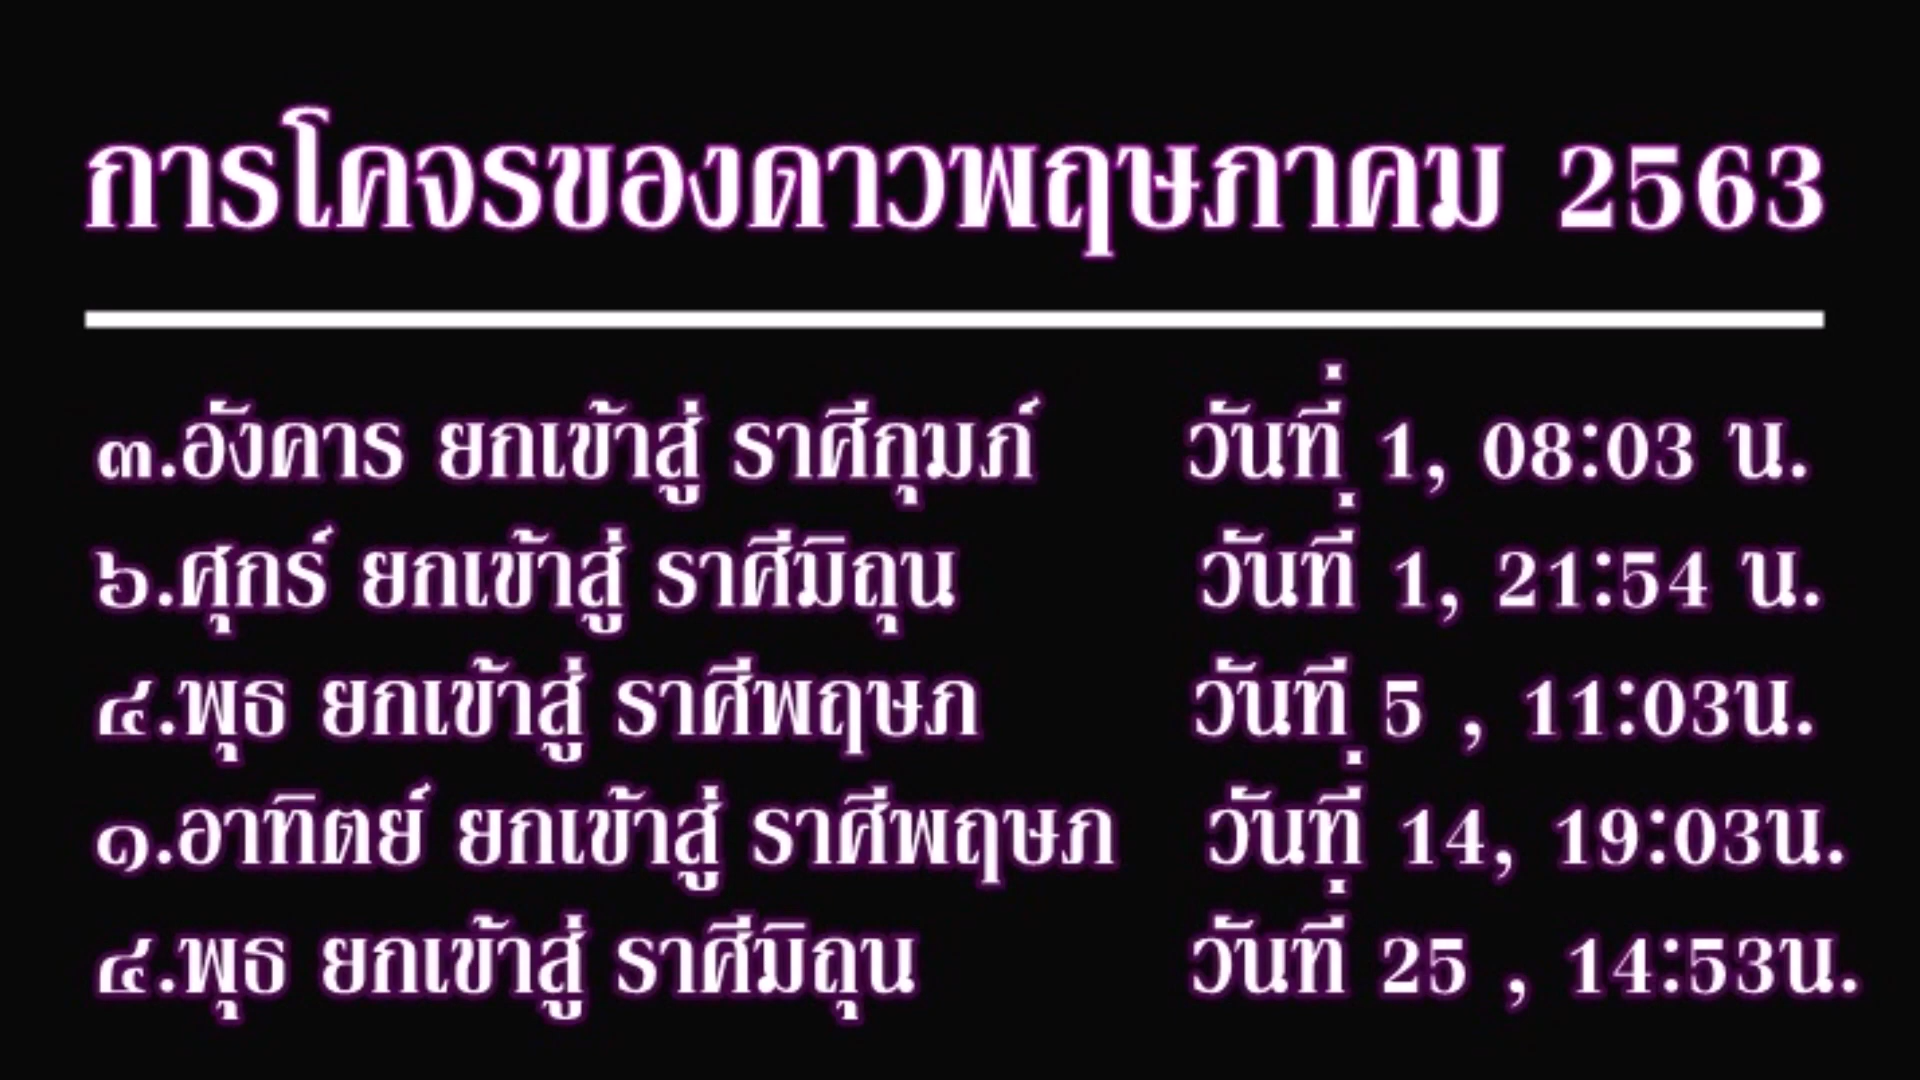 การโคจรของดาวพฤษภาคม 2563
๓.อังคาร ยกเข้าสู่ ราศีกุมภ์ วันที่ 1, 08:03 น.
๖.ศุกร์ ยกเข้าสู่ ราศีมิถุน วันที่ 1, 21:54 น.
๔.พุธ ยกเข้าสู่ ราศีพฤษภ วันที 5 , 11:03น.
๑.อาทิตย์ ยกเข้าสู่ ราศีพฤษภ วันที่ 14, 19:03น.
๔.พุธ ยกเข้าสู่ ราศีมิถุน วันที่ 25 , 14:53น.